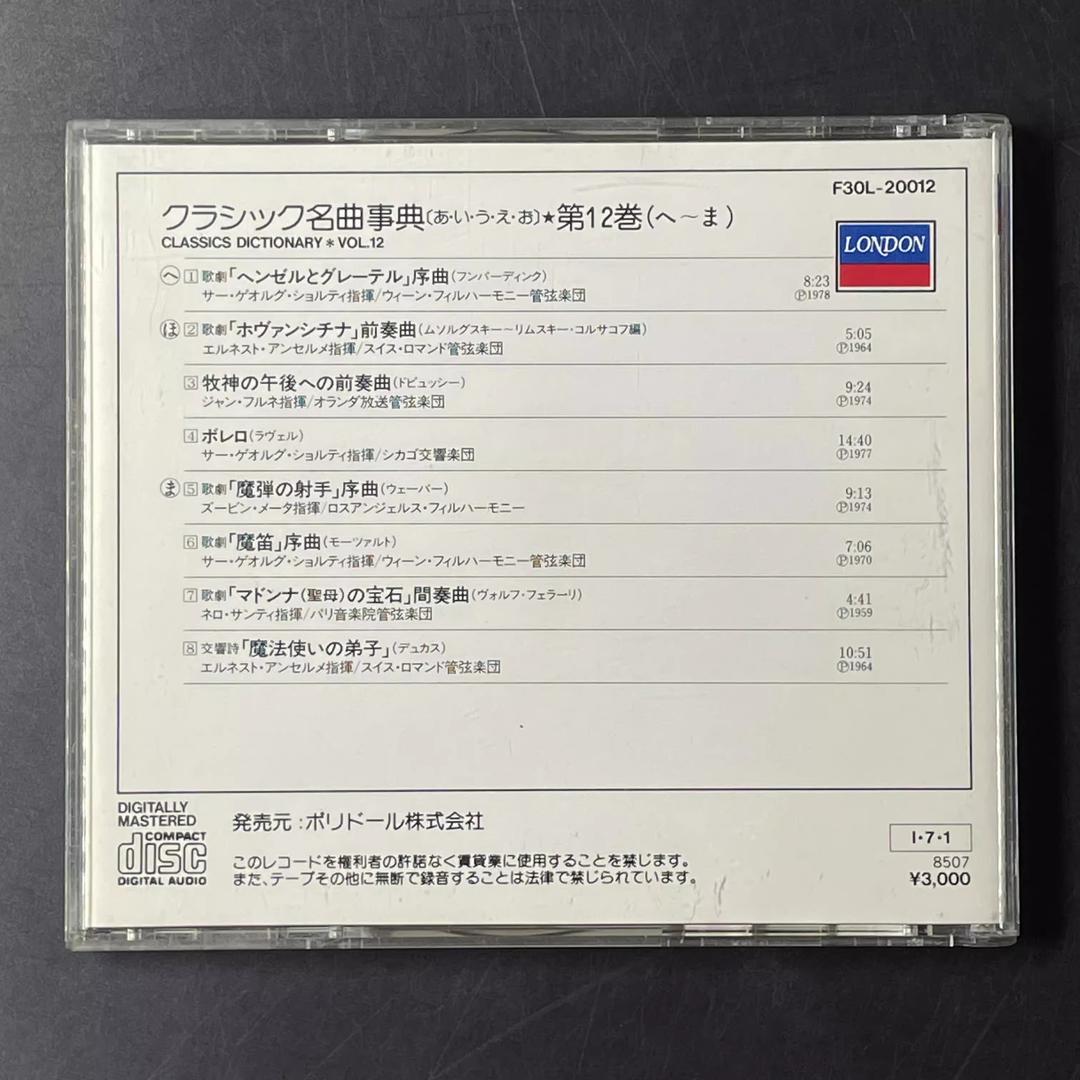 F30L-20012
クラシック名曲事典〔あ・い・う・え・お〕★第12巻(へ〜ま)
CLASSICS DICTIONARY＊VOL.12
LONDON
へ 1 歌劇「ヘンゼルとグレーテル」序曲(フンパーディンク) 8:23
サー・ゲオルグ・ショルティ指揮/ウィーン・フィルハーモニー管弦楽団 Ⓟ1978
ほ 2 歌劇「ホヴァンシチナ」前奏曲(ムソルグスキー〜リムスキー・コルサコフ編) 5:05
エルネスト・アンセルメ指揮/スイス・ロマンド管弦楽団 Ⓟ1964
3 牧神の午後への前奏曲(ドビュッシー) 9:24
ジャン・フルネ指揮/オランダ放送管弦楽団 Ⓟ1974
4 ボレロ(ラヴェル) 14:40
サー・ゲオルグ・ショルティ指揮/シカゴ交響楽団 Ⓟ1977
ま 5 歌劇「魔弾の射手」序曲(ウェーバー) 9:13
ズービン・メータ指揮/ロスアンジェルス・フィルハーモニー Ⓟ1974
6 歌劇「魔笛」序曲(モーツァルト) 7:06
サー・ゲオルグ・ショルティ指揮/ウィーン・フィルハーモニー管弦楽団 Ⓟ1970
7 歌劇「マドンナ(聖母)の宝石」間奏曲(ヴォルフ・フェラーリ) 4:41
ネロ・サンティ指揮/パリ音楽院管弦楽団 Ⓟ1959
8 交響詩「魔法使いの弟子」(デュカス) 10:51
エルネスト・アンセルメ指揮/スイス・ロマンド管弦楽団 Ⓟ1964
DIGITALLY
MASTERED
COMPACT
disc
DIGITAL AUDIO
発売元:ポリドール株式会社
このレコードを権利者の許諾なく賃貸業に使用することを禁じます。
また、テープその他に無断で録音することは法律で禁じられています。
I・7・1
8507
¥3,000